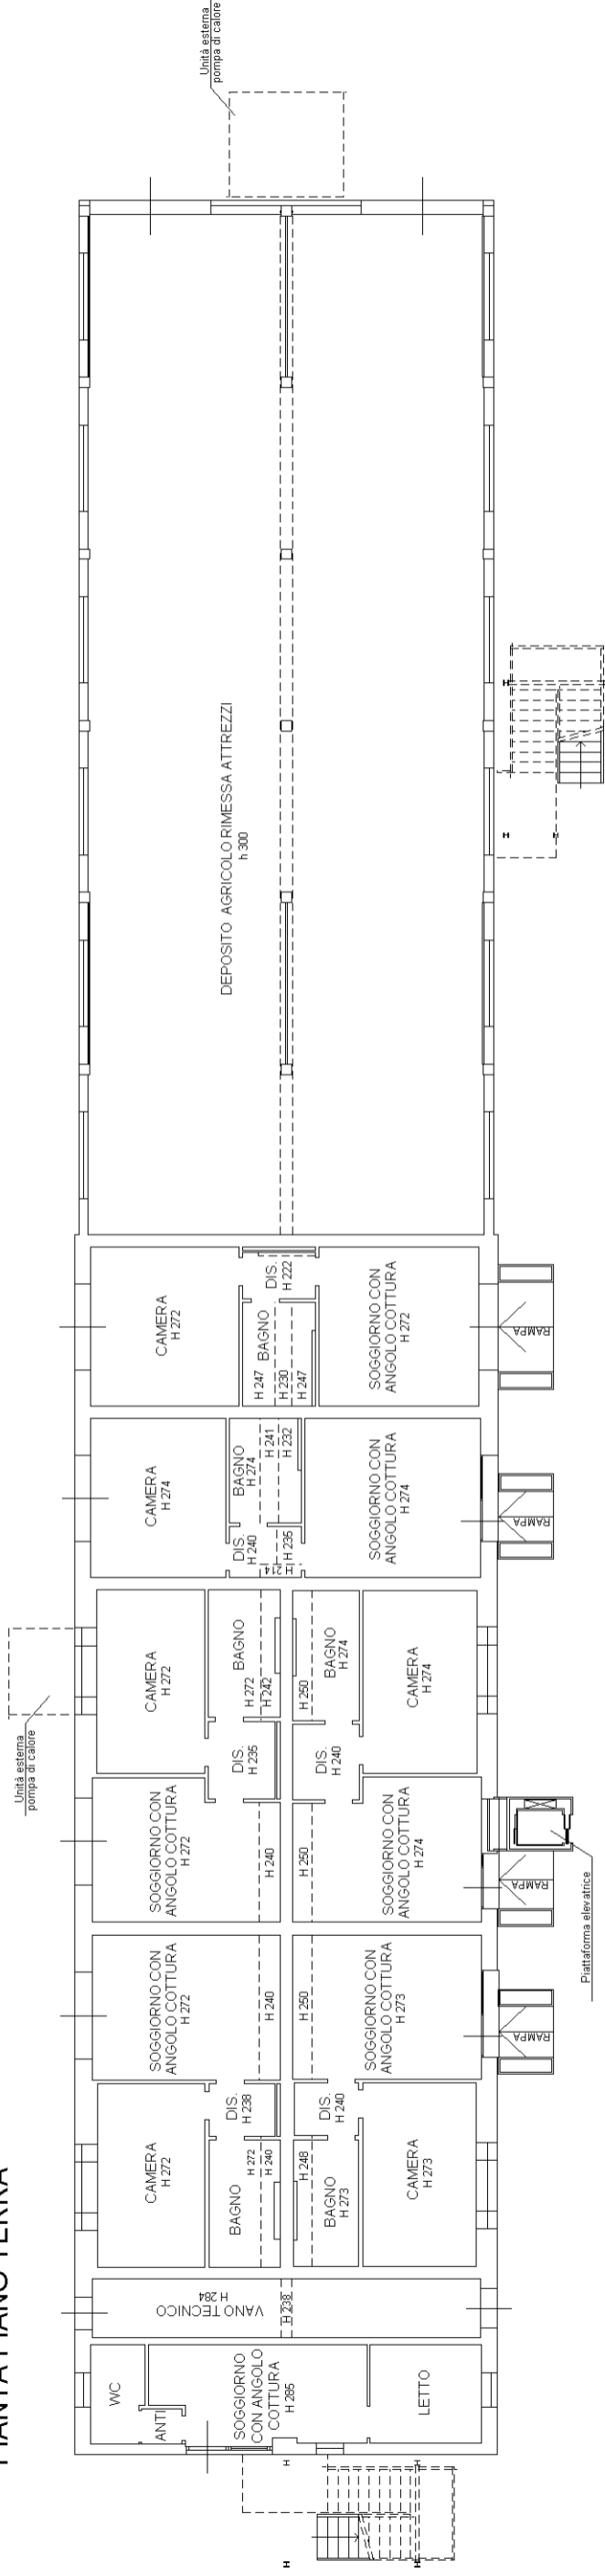 PIANTA PIANO TERRA
Unità esterna
pompa di calore
DEPOSITO AGRICOLO RIMESSA ATTREZZI
h 300
CAMERA
H 272
DIS.
H 222
BAGNO
H 247
H 230
H 247
SOGGIORNO CON
ANGOLO COTTURA
H 272
RAMPA
CAMERA
H 274
BAGNO
H 274
H 241
H 232
DIS.
H 240
H 235
H 214
SOGGIORNO CON
ANGOLO COTTURA
H 274
RAMPA
Unità esterna
pompa di calore
CAMERA
H 272
BAGNO
H 272
H 242
DIS.
H 235
SOGGIORNO CON
ANGOLO COTTURA
H 272
H 240
H 250
BAGNO
H 274
DIS.
H 240
CAMERA
H 274
H 250
SOGGIORNO CON
ANGOLO COTTURA
H 274
RAMPA
Piattaforma elevatrice
SOGGIORNO CON
ANGOLO COTTURA
H 272
H 240
H 250
SOGGIORNO CON
ANGOLO COTTURA
H 273
RAMPA
CAMERA
H 272
DIS.
H 238
BAGNO
H 272
H 240
DIS.
H 240
H 248
BAGNO
H 273
CAMERA
H 273
VANO TECNICO
H 284
H 238
WC
ANTI
SOGGIORNO
CON ANGOLO
COTTURA
H 285
LETTO